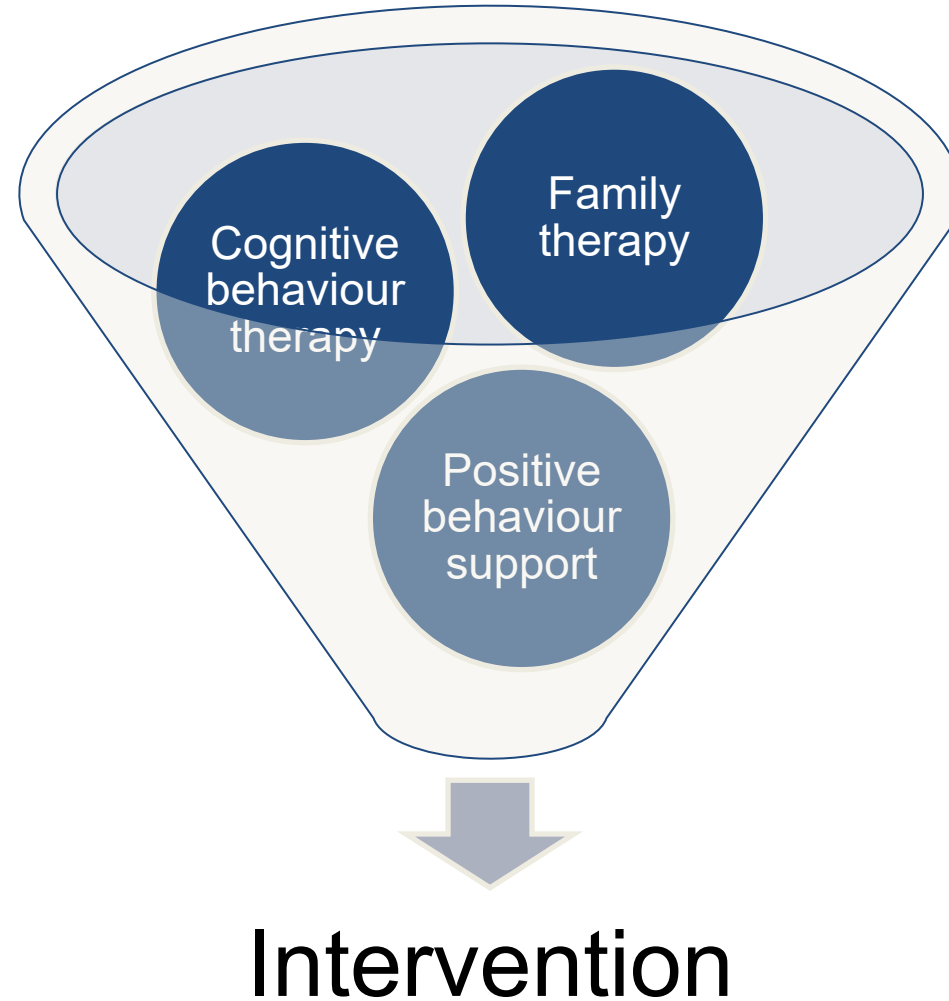 Family
therapy
Cognitive
behaviour
therapy
Positive
behaviour
support
Intervention